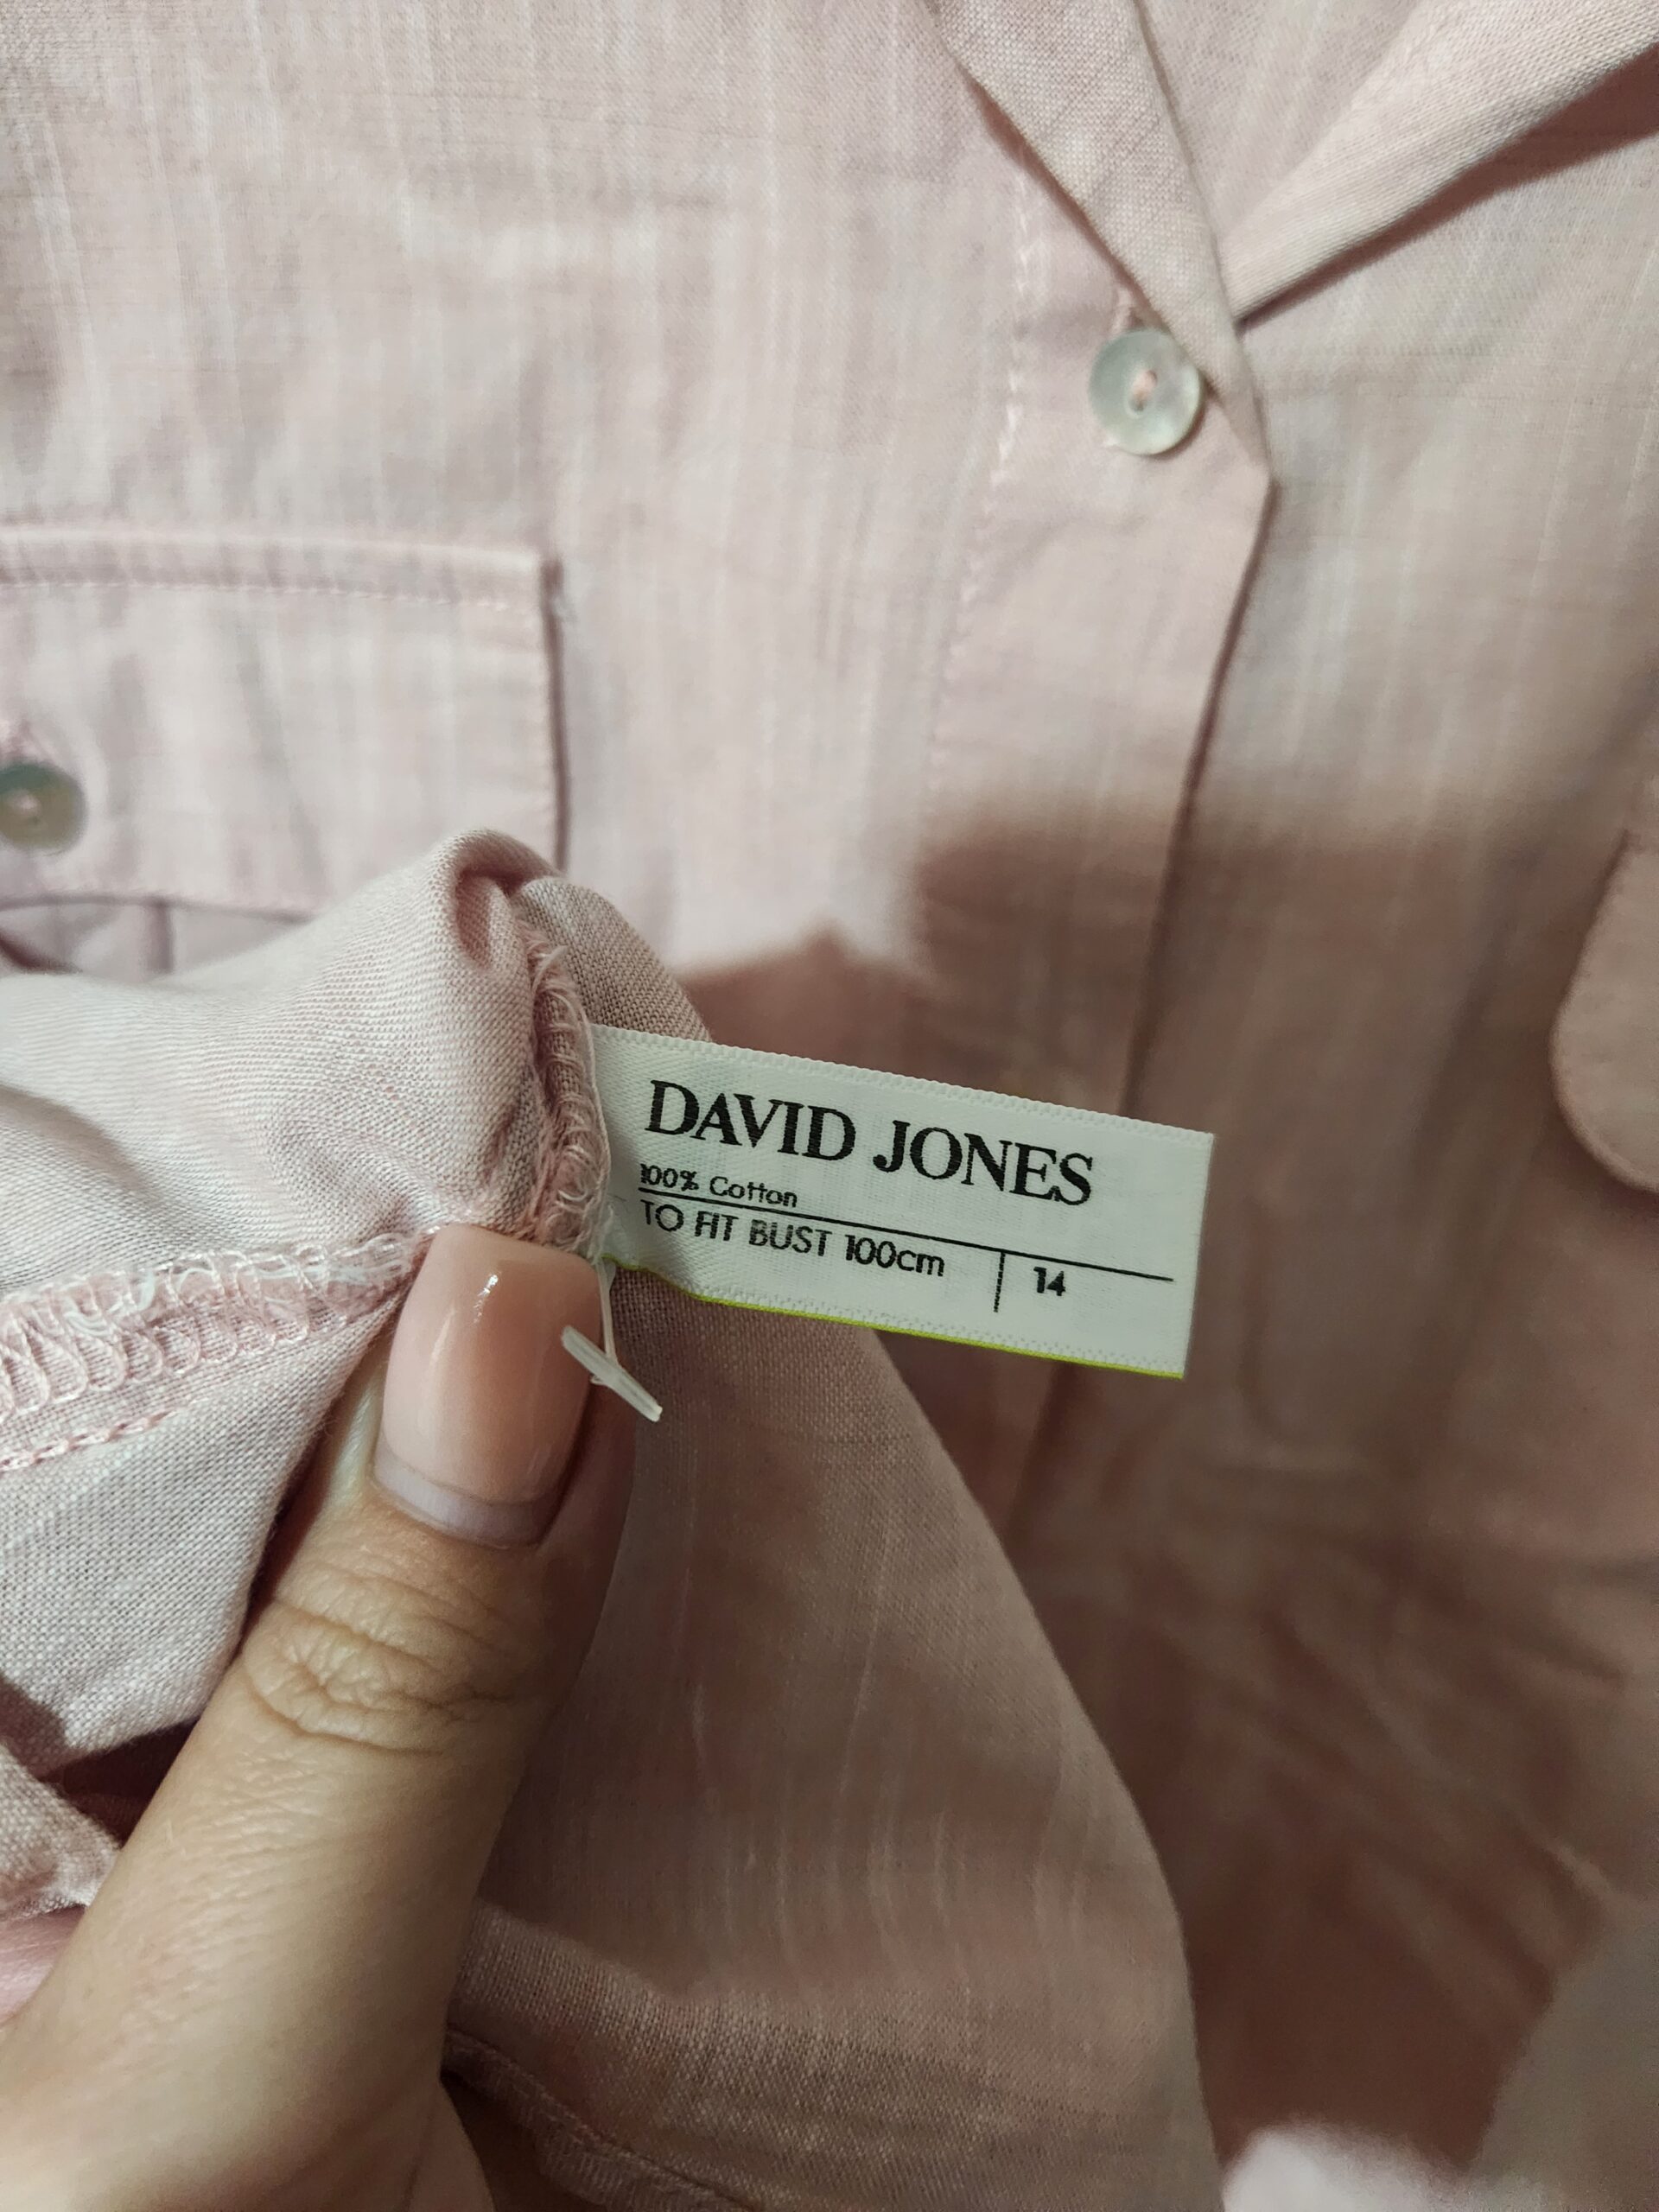 DAVID JONES
100% Cotton
TO FIT BUST 100cm 14